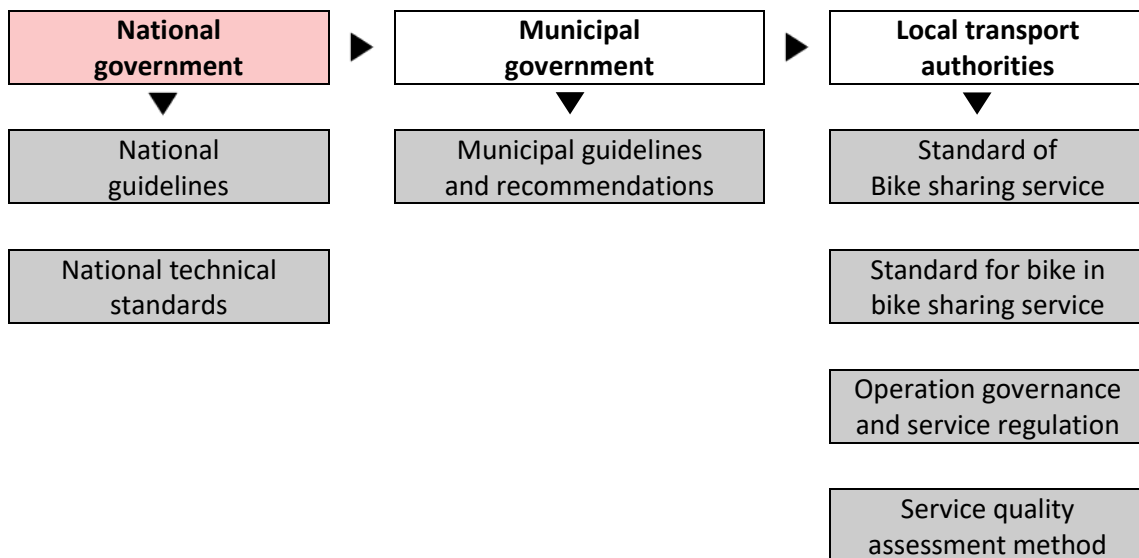 National
government
Municipal
government
Local transport
authorities
National
guidelines
Municipal guidelines
and recommendations
Standard of
Bike sharing service
National technical
standards
Standard for bike in
bike sharing service
Operation governance
and service regulation
Service quality
assessment method